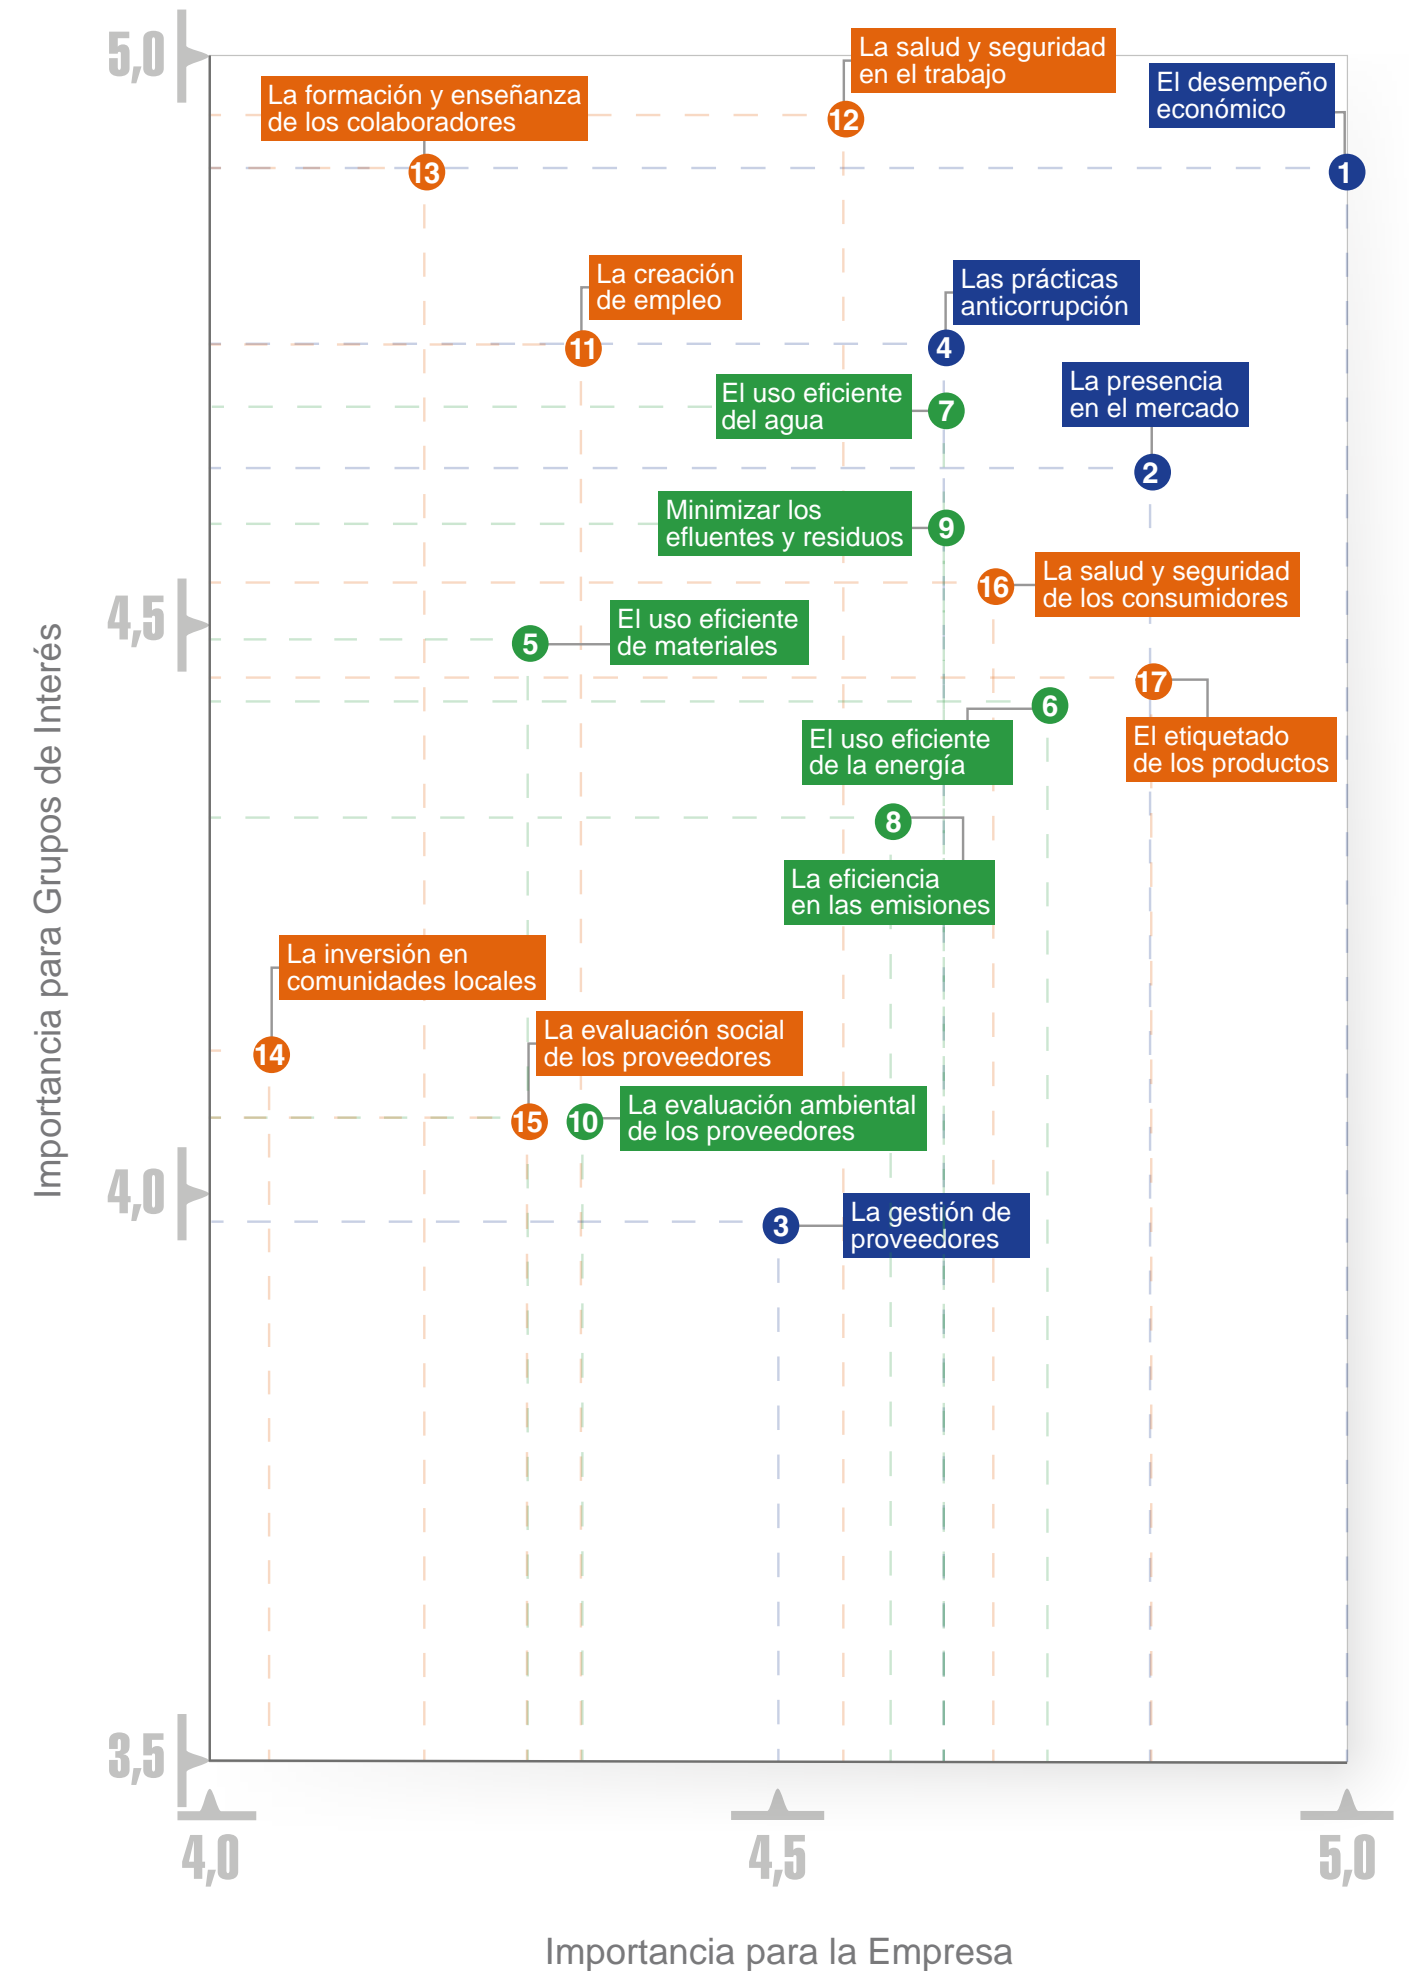 5,0
La salud y seguridad
en el trabajo
El desempeño
económico
La formación y enseñanza
de los colaboradores
12
13
1
La creación
de empleo
Las prácticas
anticorrupción
11
4
La presencia
en el mercado
El uso eficiente
del agua
7
2
Minimizar los
efluentes y residuos
9
16
La salud y seguridad
de los consumidores
4,5
5
El uso eficiente
de materiales
17
6
El uso eficiente
de la energía
El etiquetado
de los productos
8
La eficiencia
en las emisiones
La inversión en
comunidades locales
14
La evaluación social
de los proveedores
15
10
La evaluación ambiental
de los proveedores
4,0
3
La gestión de
proveedores
3,5
Importancia para Grupos de Interés
4,0
4,5
5,0
Importancia para la Empresa